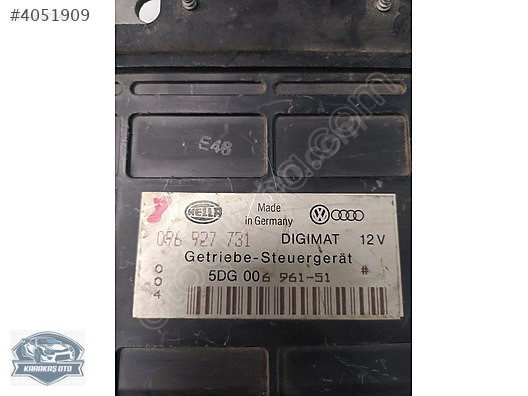 #4051909
E48
HELLA
Made
in Germany
096 927 731 DIGIMAT 12 V
Getriebe-Steuergerät
5DG 006 961-51 #
004
KARAKAŞ OTO